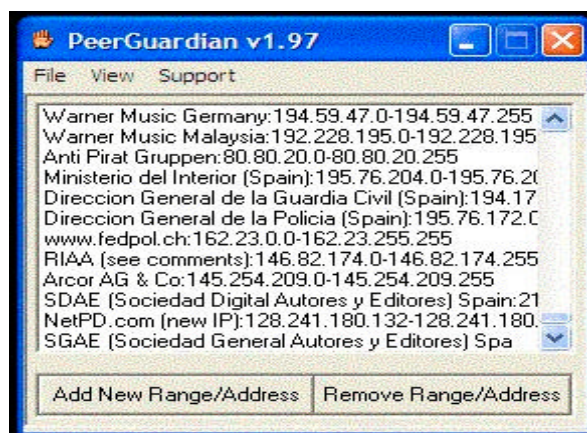 PeerGuardian v1.97
File View Support
Warner Music Germany:194.59.47.0-194.59.47.255
Warner Music Malaysia:192.228.195.0-192.228.195
Anti Pirat Gruppen:80.80.20.0-80.80.20.255
Ministerio del Interior (Spain):195.76.204.0-195.76.20
Direccion General de la Guardia Civil (Spain):194.17
Direccion General de la Policia (Spain):195.76.172.0
www.fedpol.ch:162.23.0.0-162.23.255.255
RIAA (see comments):146.82.174.0-146.82.174.255
Arcor AG & Co:145.254.209.0-145.254.209.255
SDAE (Sociedad Digital Autores y Editores) Spain:21
NetPD.com (new IP):128.241.180.132-128.241.180.
SGAE (Sociedad General Autores y Editores) Spa
Add New Range/Address Remove Range/Address